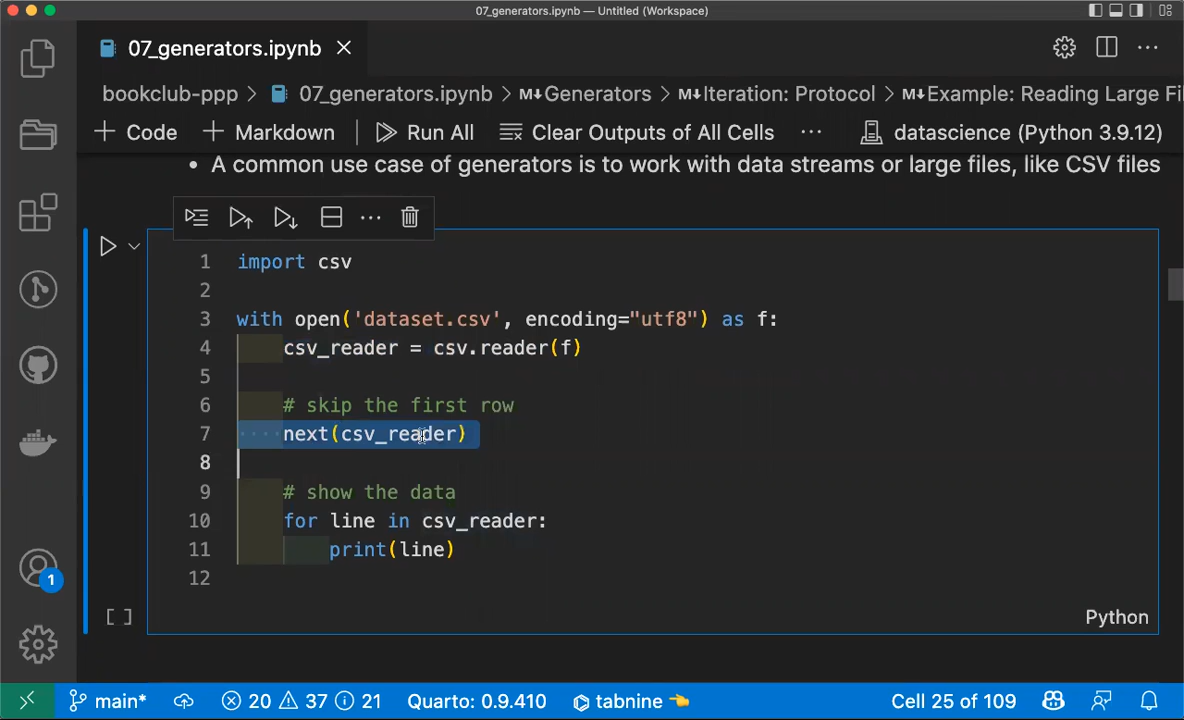 07_generators.ipynb — Untitled (Workspace)
07_generators.ipynb
bookclub-ppp > 07_generators.ipynb > M↓Generators > M↓Iteration: Protocol > M↓Example: Reading Large Fi
+ Code + Markdown | Run All Clear Outputs of All Cells ... datascience (Python 3.9.12)
• A common use case of generators is to work with data streams or large files, like CSV files
1 import csv
2
3 with open('dataset.csv', encoding="utf8") as f:
4 csv_reader = csv.reader(f)
5
6 # skip the first row
7 next(csv_reader)
8
9 # show the data
10 for line in csv_reader:
11 print(line)
12
[ ] Python
1
main* 20 37 21 Quarto: 0.9.410 tabnine 👈 Cell 25 of 109